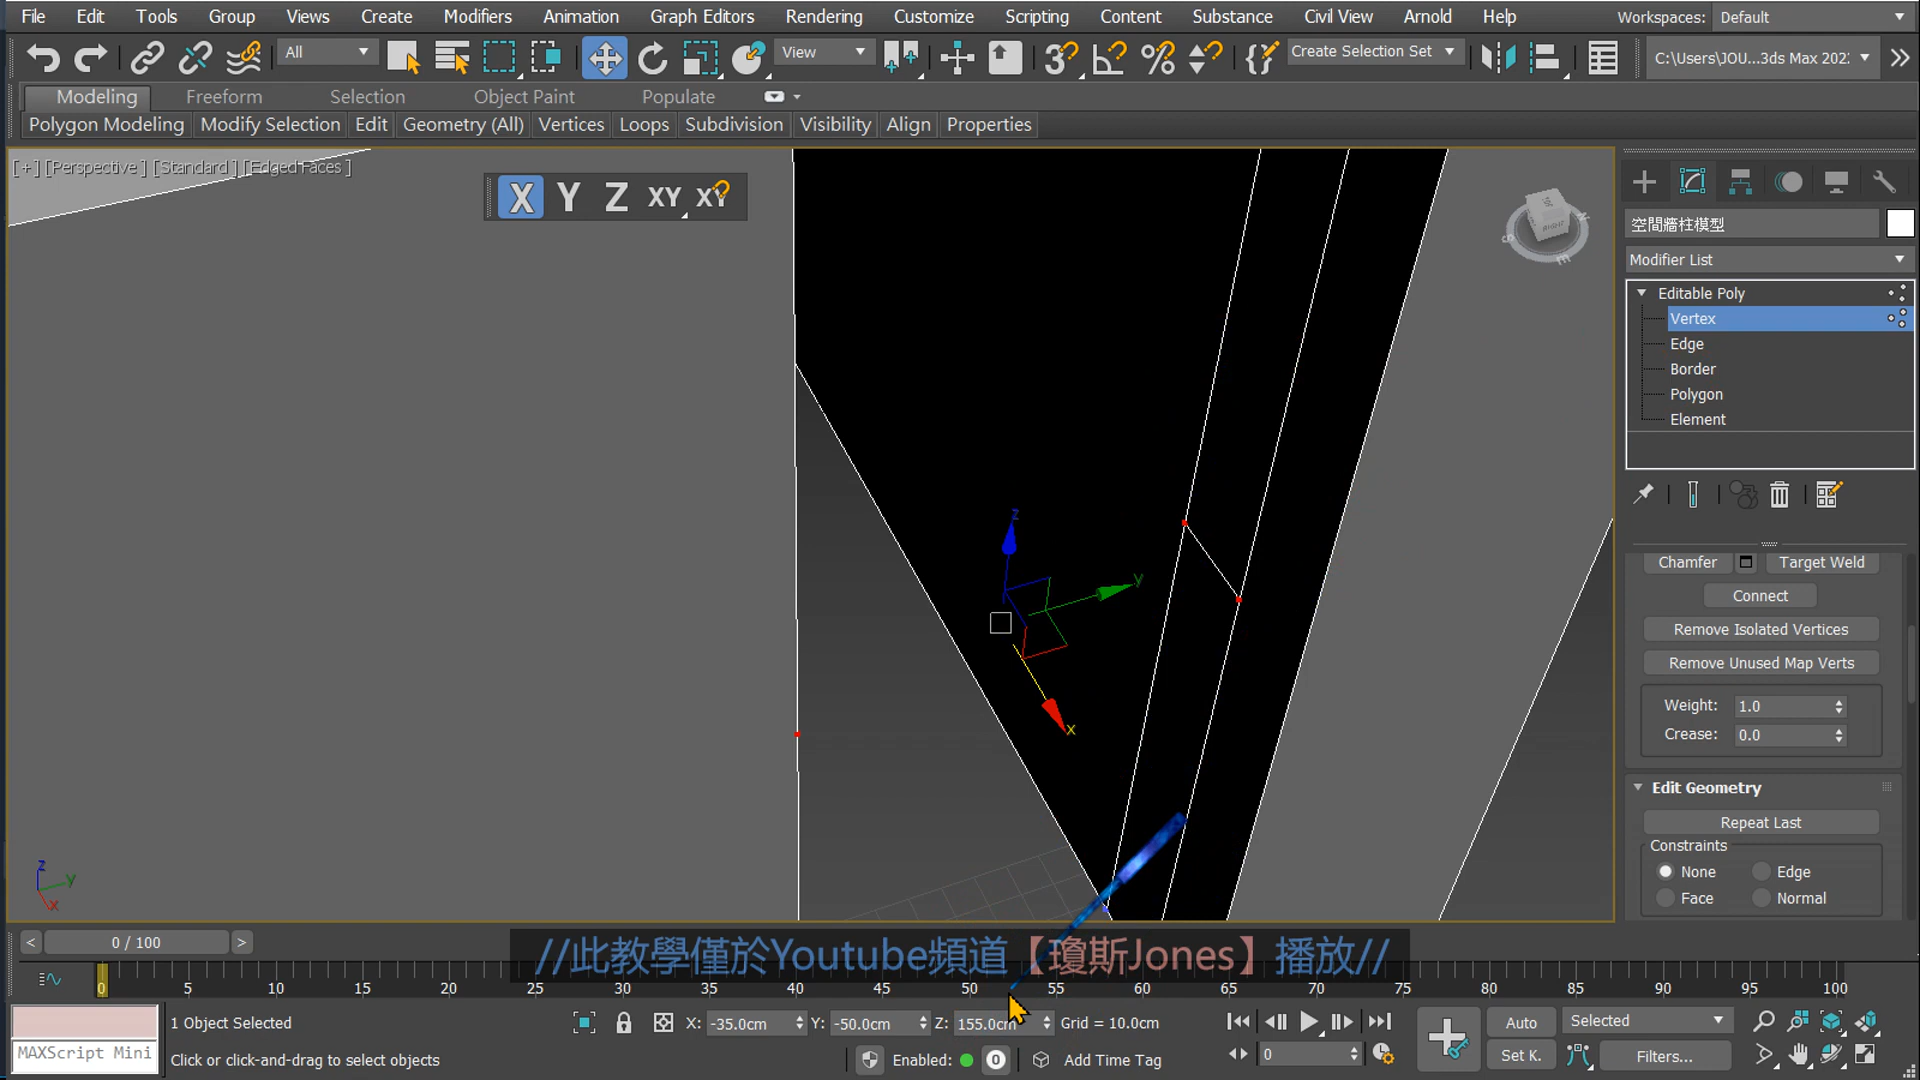 File Edit Tools Group Views Create Modifiers Animation Graph Editors Rendering Customize Scripting Content Substance Civil View Arnold Help Workspaces: Default
All View Create Selection Set C:\Users\JOU...3ds Max 202
Modeling Freeform Selection Object Paint Populate
Polygon Modeling Modify Selection Edit Geometry (All) Vertices Loops Subdivision Visibility Align Properties
[+] [Perspective] [Standard] [Edged Faces]
X Y Z XY XY
RIGHT
空間牆柱模型
Modifier List
Editable Poly
Vertex
Edge
Border
Polygon
Element
Chamfer Target Weld
Connect
Remove Isolated Vertices
Remove Unused Map Verts
Weight: 1.0
Crease: 0.0
Edit Geometry
Repeat Last
Constraints
None Edge
Face Normal
z
y
x
z
y
x
< 0 / 100 >
//此教學僅於Youtube頻道【瓊斯Jones】播放//
0 5 10 15 20 25 30 35 40 45 50 55 60 65 70 75 80 85 90 95 100
1 Object Selected X: -35.0cm Y: -50.0cm Z: 155.0cm Grid = 10.0cm Auto Selected
MAXScript Mini Click or click-and-drag to select objects Enabled: 0 Add Time Tag 0 Set K. Filters...